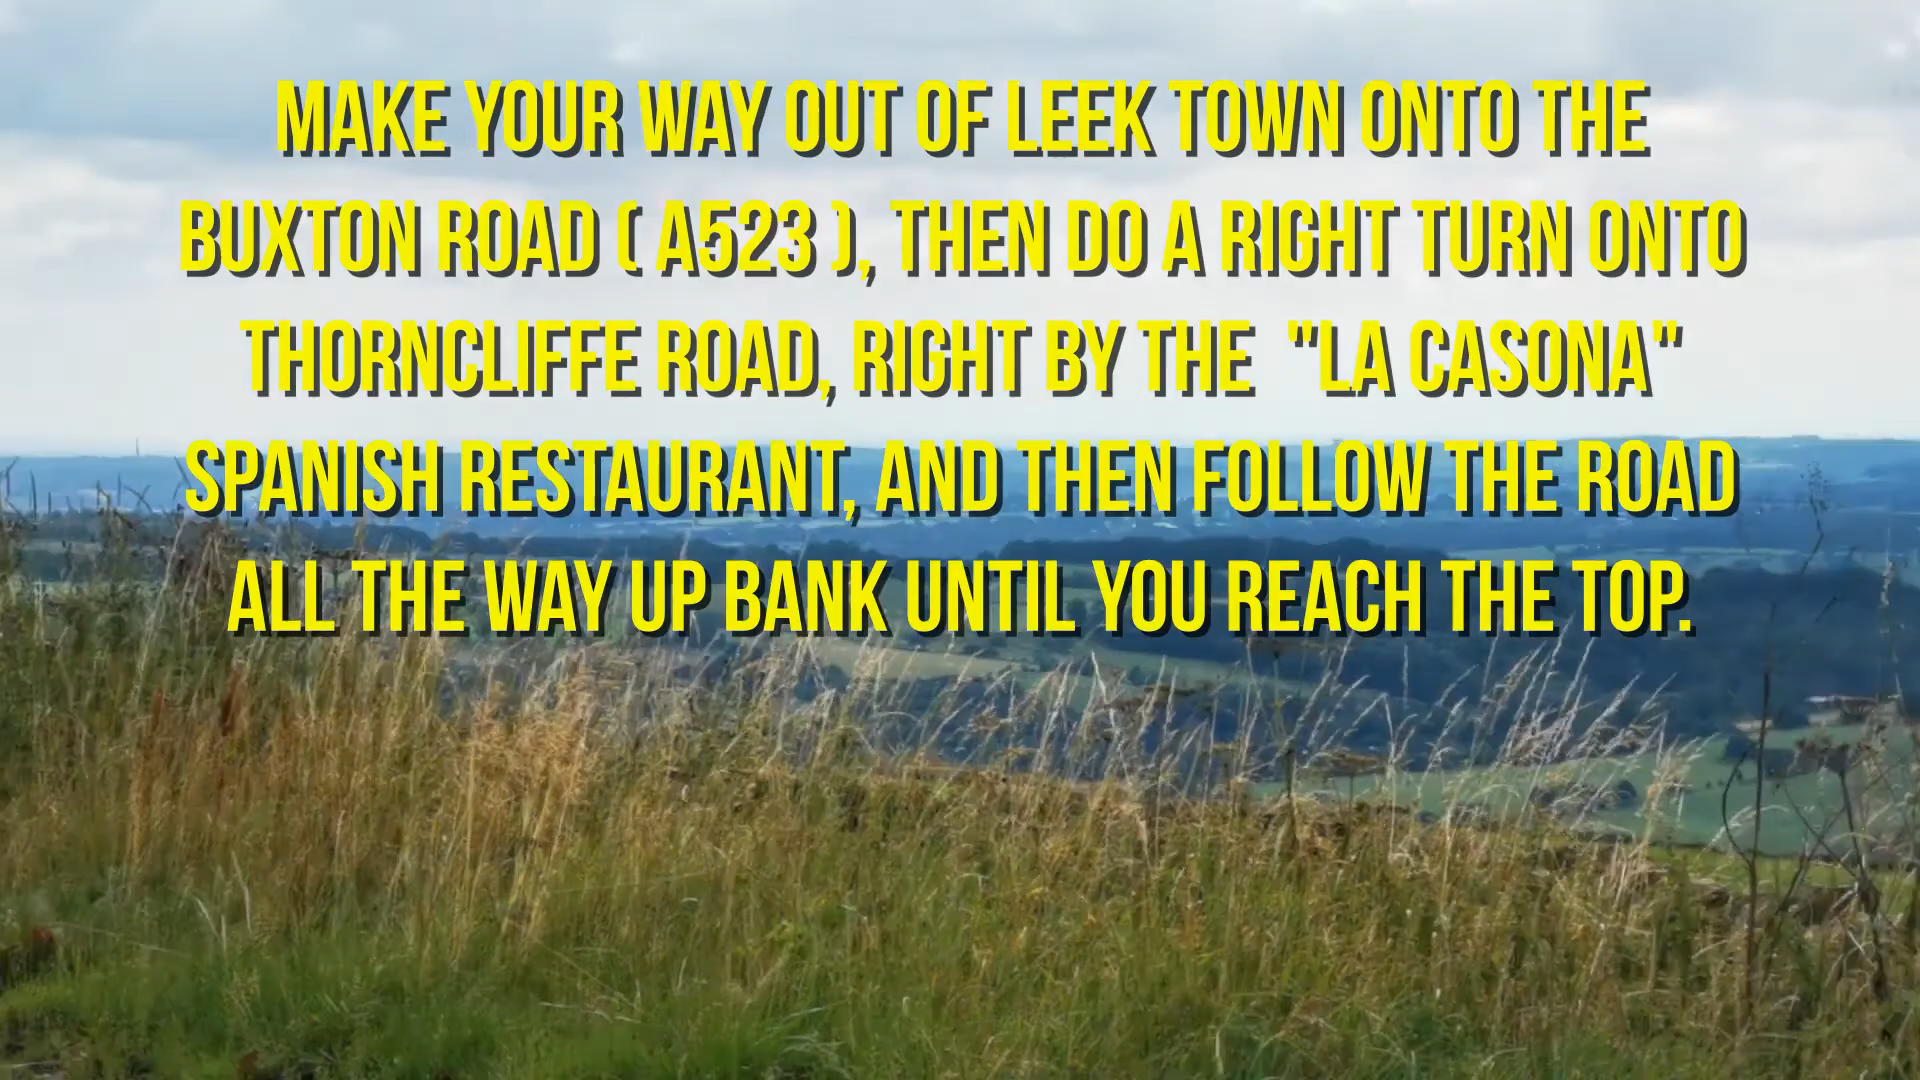 MAKE YOUR WAY OUT OF LEEK TOWN ONTO THE
BUXTON ROAD ( A523 ), THEN DO A RIGHT TURN ONTO
THORNCLIFFE ROAD, RIGHT BY THE "LA CASONA"
SPANISH RESTAURANT, AND THEN FOLLOW THE ROAD
ALL THE WAY UP BANK UNTIL YOU REACH THE TOP.